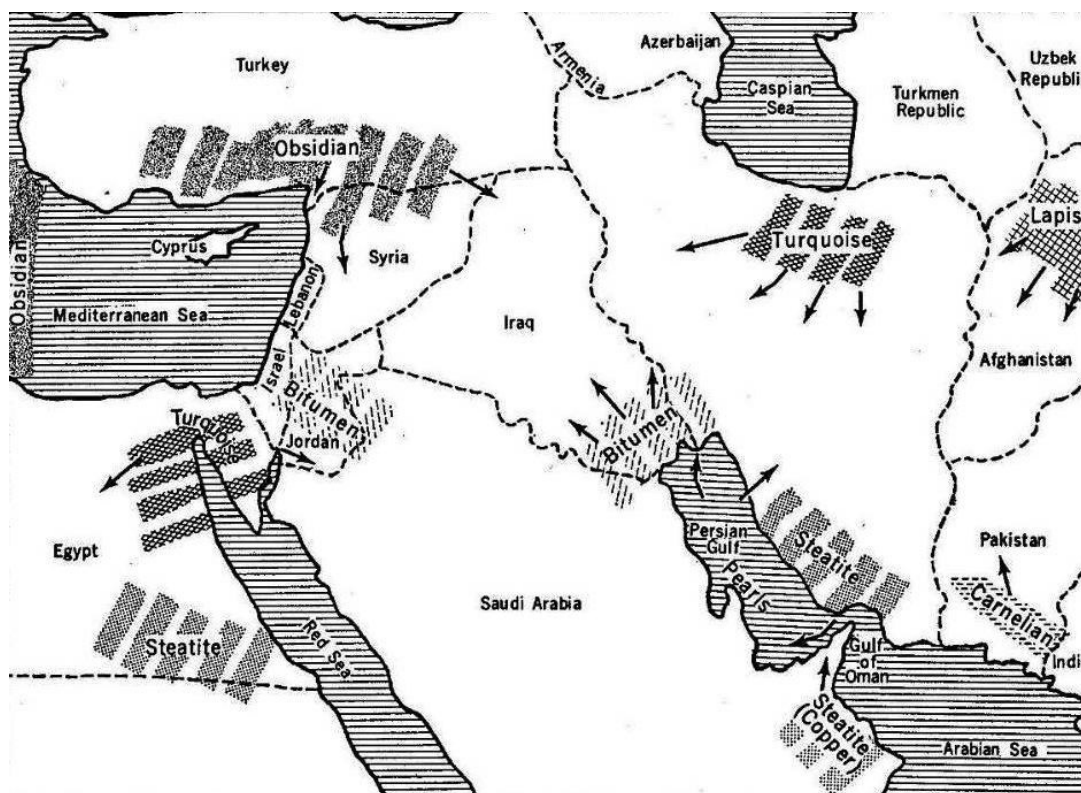 Turkey
Armenia
Azerbaijan
Caspian
Sea
Turkmen
Republic
Uzbek
Republi
Obsidian
Obsidian
Cyprus
Syria
Turquoise
Lapis
Mediterranean Sea
Lebanon
Iraq
Afghanistan
Israel
Bitumen
Jordan
Bitumen
Egypt
Persian
Gulf
Pearls
Steatite
Pakistan
Carnelian
Indi
Steatite
Red Sea
Saudi Arabia
Gulf
of
Oman
Steatite
(Copper)
Arabian Sea